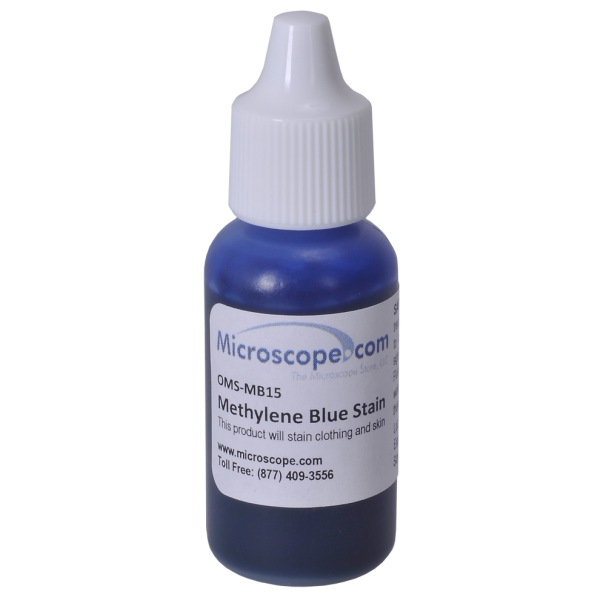 Microscope.com
The Microscope Store, LLC
OMS-MB15
Methylene Blue Stain
This product will stain clothing and skin
www.microscope.com
Toll Free: (877) 409-3556